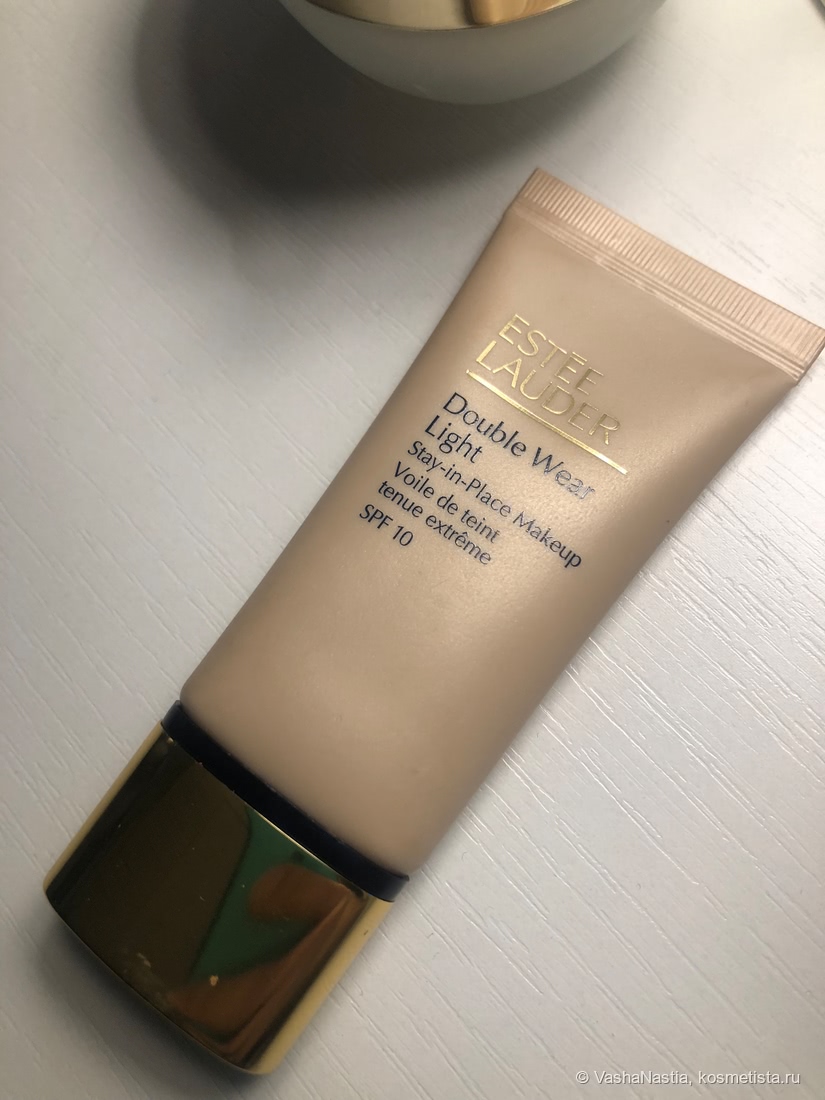 ESTĒE
LAUDER
Double Wear
Light
Stay-in-Place Makeup
Voile de teint
tenue extrême
SPF 10
© VashaNastia, kosmetista.ru